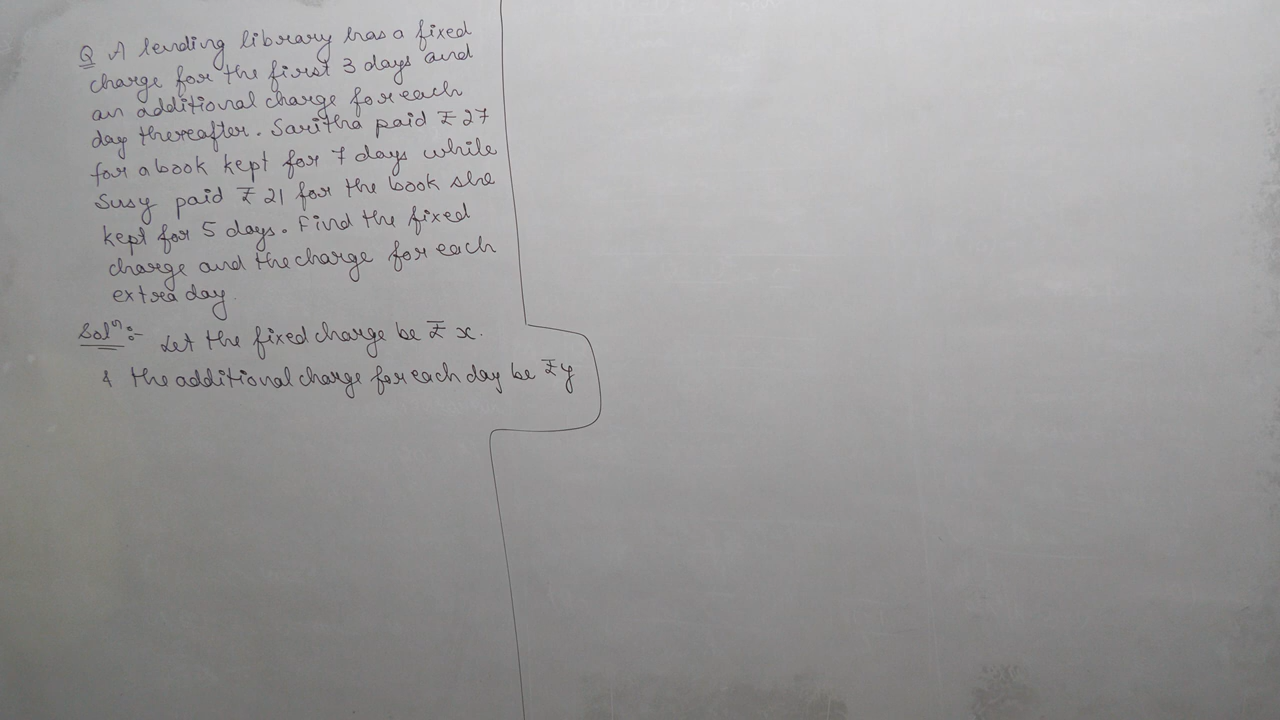 Q A lending library has a fixed
charge for the first 3 days and
an additional charge for each
day thereafter. Saritha paid ₹ 27
for a book kept for 7 days while
Susy paid ₹ 21 for the book she
kept for 5 days. Find the fixed
charge and the charge for each
extra day.
Solⁿ:- Let the fixed charge be ₹ x.
& the additional charge for each day be ₹ y